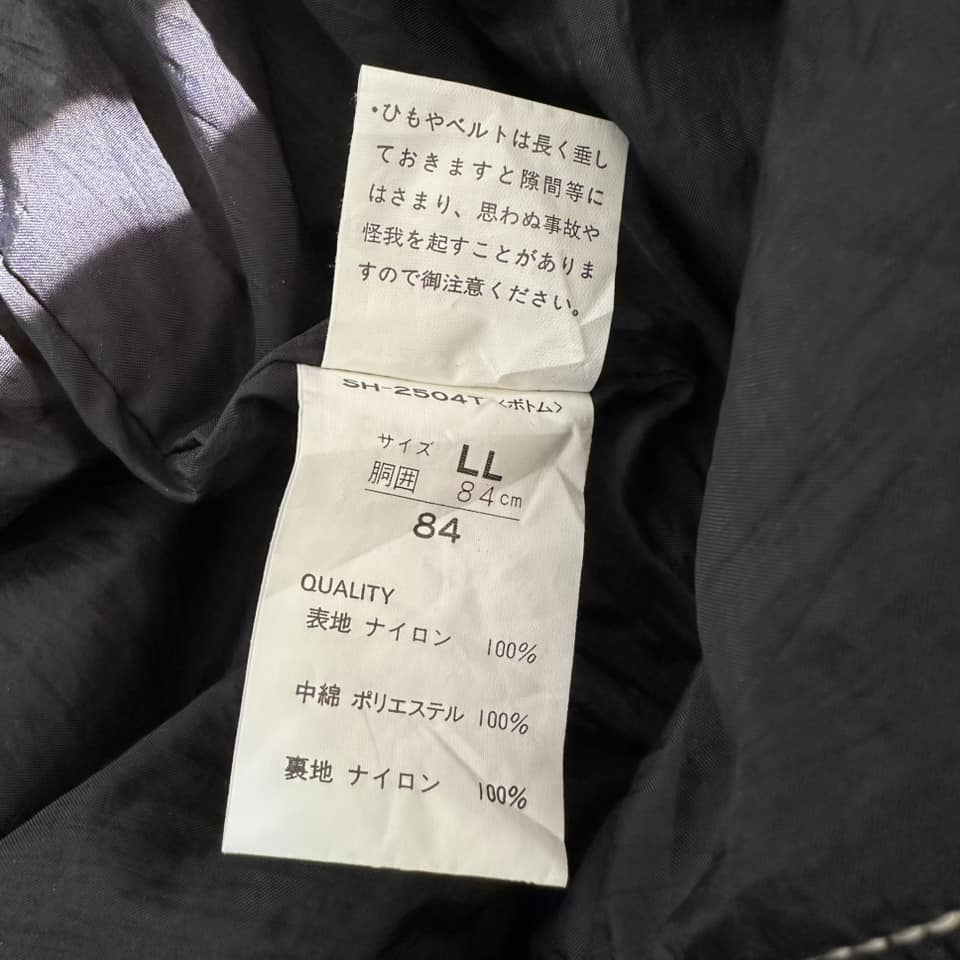 ・ひもやベルトは長く垂し
ておきますと隙間等に
はさまり、思わぬ事故や
怪我を起すことがありま
すので御注意ください。
SH-2504T〈ボトム〉
サイズ LL
胴囲 84cm
84
QUALITY
表地 ナイロン 100%
中綿 ポリエステル 100%
裏地 ナイロン 100%